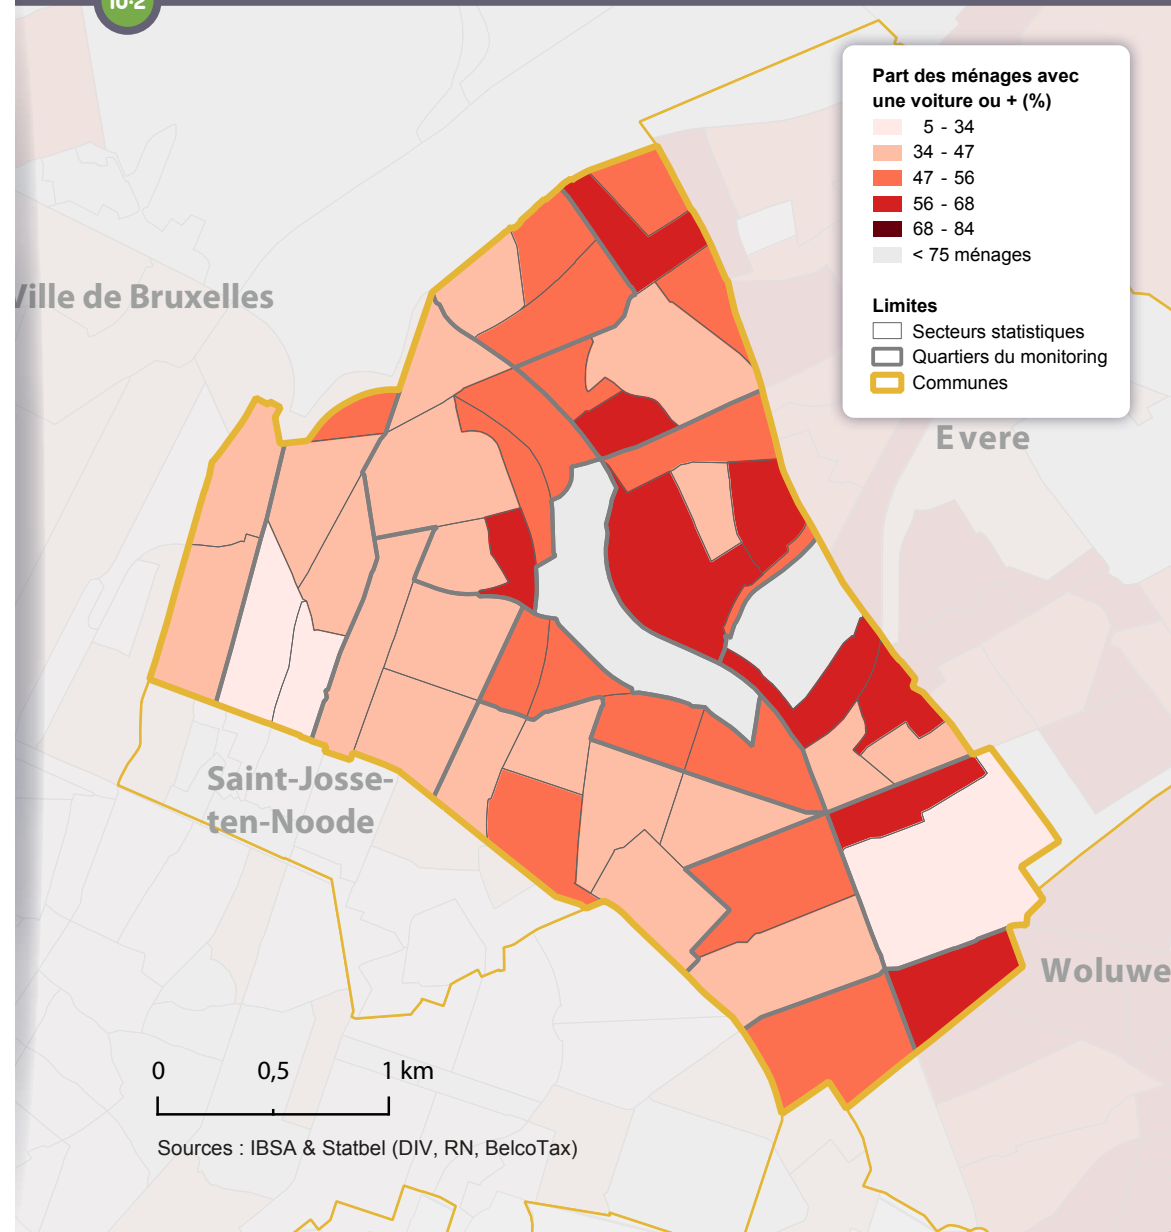 10·2
Part des ménages avec
une voiture ou + (%)
5 - 34
34 - 47
47 - 56
56 - 68
68 - 84
< 75 ménages
Limites
Secteurs statistiques
Quartiers du monitoring
Communes
Ville de Bruxelles
Evere
Saint-Josse-
ten-Noode
Woluwe
0 0,5 1 km
Sources : IBSA & Statbel (DIV, RN, BelcoTax)